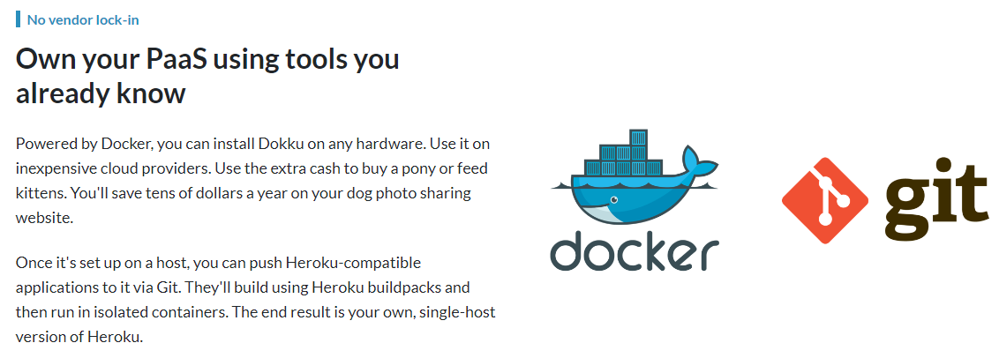 No vendor lock-in
Own your PaaS using tools you
already know
Powered by Docker, you can install Dokku on any hardware. Use it on
inexpensive cloud providers. Use the extra cash to buy a pony or feed
kittens. You'll save tens of dollars a year on your dog photo sharing
website.
Once it's set up on a host, you can push Heroku-compatible
applications to it via Git. They'll build using Heroku buildpacks and
then run in isolated containers. The end result is your own, single-host
version of Heroku.
docker
git